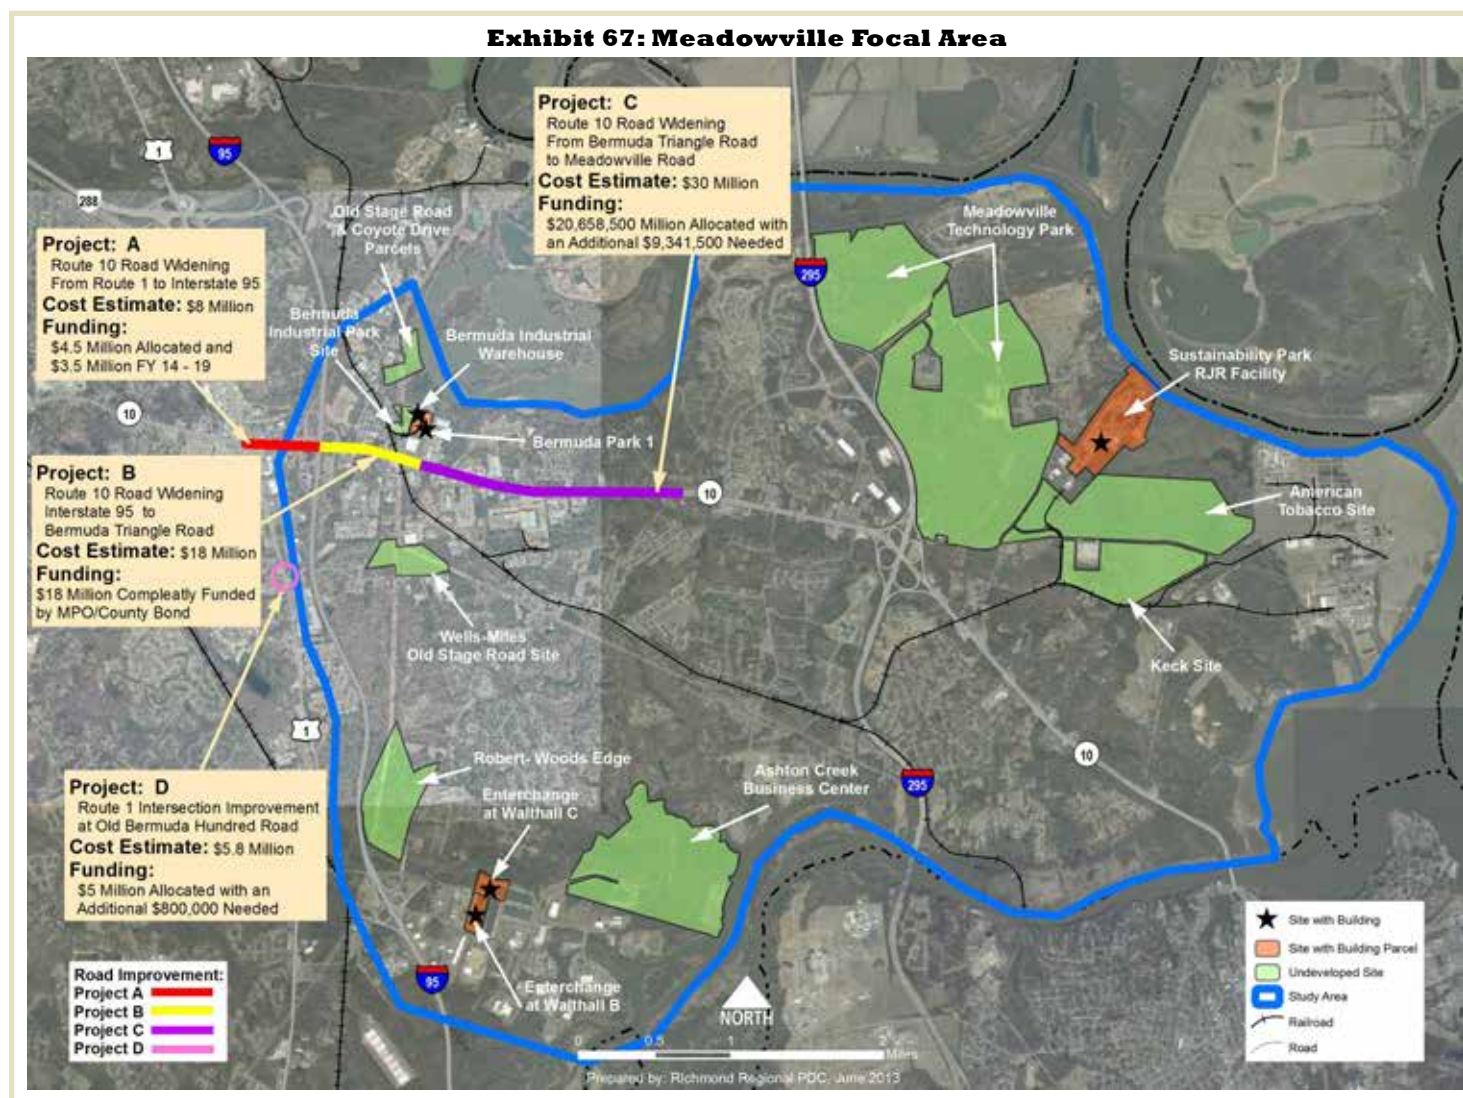 Exhibit 67: Meadowville Focal Area
Project: C
Route 10 Road Widening
From Bermuda Triangle Road
to Meadowville Road
Cost Estimate: $30 Million
Funding:
$20,658,500 Million Allocated with
an Additional $9,341,500 Needed
1
95
288
Old Stage Road
& Coyote Drive
Parcels
Meadowville
Technology Park
Project: A
Route 10 Road Widening
From Route 1 to Interstate 95
Cost Estimate: $8 Million
Funding:
$4.5 Million Allocated and
$3.5 Million FY 14 - 19
295
Bermuda
Industrial Park
Site
Bermuda Industrial
Warehouse
Sustainability Park
RJR Facility
10
Bermuda Park 1
Project: B
Route 10 Road Widening
Interstate 95 to
Bermuda Triangle Road
Cost Estimate: $18 Million
Funding:
$18 Million Compleatly Funded
by MPO/County Bond
10
American
Tobacco Site
Wells-Miles
Old Stage Road Site
Keck Site
1
Robert- Woods Edge
10
Project: D
Route 1 Intersection Improvement
at Old Bermuda Hundred Road
Cost Estimate: $5.8 Million
Funding:
$5 Million Allocated with an
Additional $800,000 Needed
Enterchange
at Walthall C
Ashton Creek
Business Center
295
Road Improvement:
Project A
Project B
Project C
Project D
95
Enterchange
at Walthall B
NORTH
0 0.5 1 2
Miles
Prepared by: Richmond Regional PDC, June 2013
Site with Building
Site with Building Parcel
Undeveloped Site
Study Area
Railroad
Road